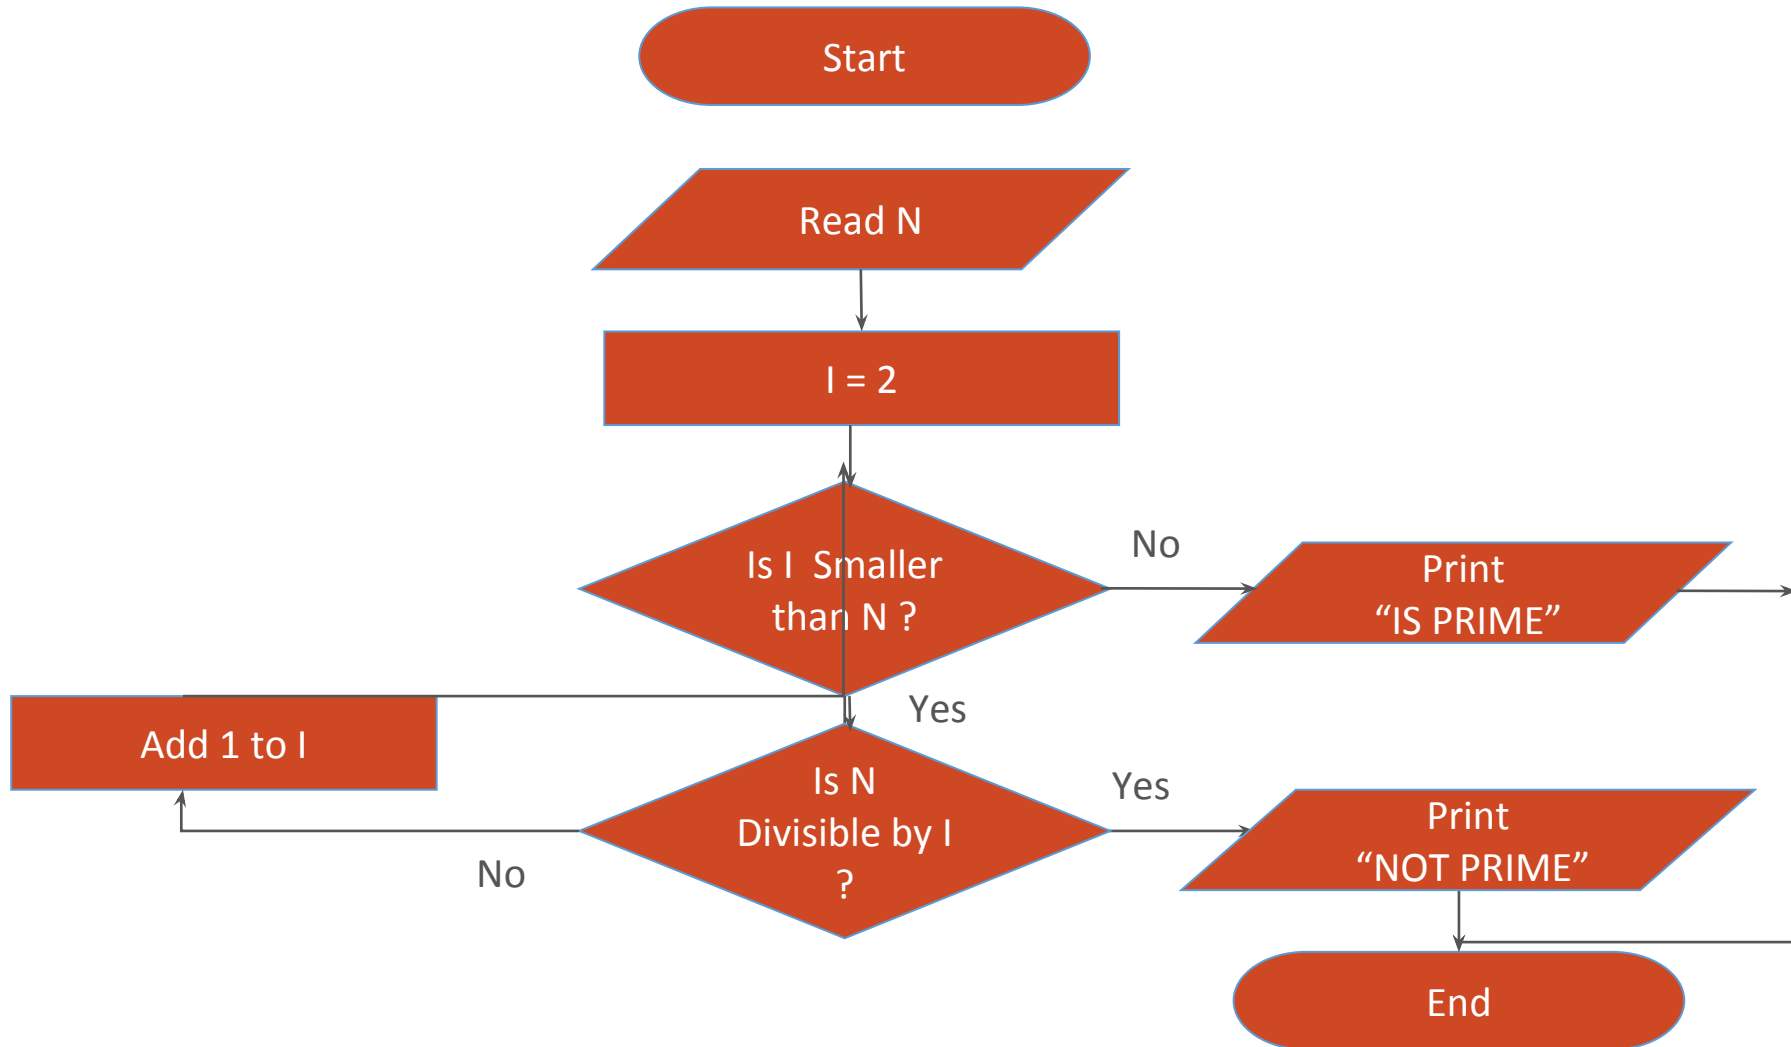 Start
Read N
I = 2
Is I  Smaller
than N ?
No
Print
“IS PRIME”
Add 1 to I
Yes
Is N
Divisible by I
?
Yes
No
Print
“NOT PRIME”
End